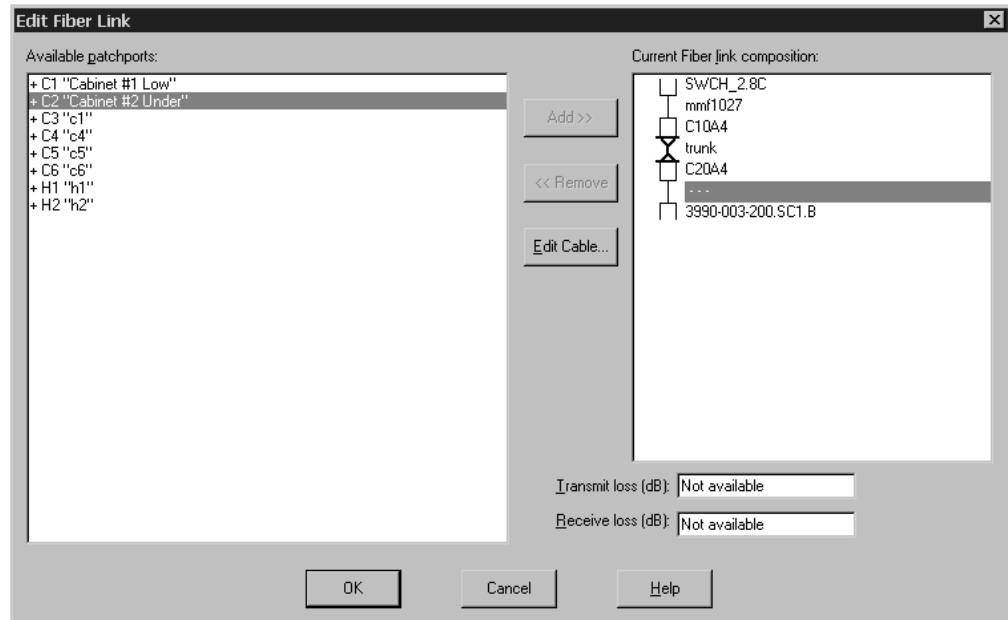 Edit Fiber Link
Available patchports:
+ C1 "Cabinet #1 Low"
+ C2 "Cabinet #2 Under"
+ C3 "c1"
+ C4 "c4"
+ C5 "c5"
+ C6 "c6"
+ H1 "h1"
+ H2 "h2"
Add >>
<< Remove
Edit Cable...
Current Fiber link composition:
SWCH_2.8C
mmf1027
C10A4
trunk
C20A4
- - -
3990-003-200.SC1.B
Transmit loss (dB): Not available
Receive loss (dB): Not available
OK
Cancel
Help